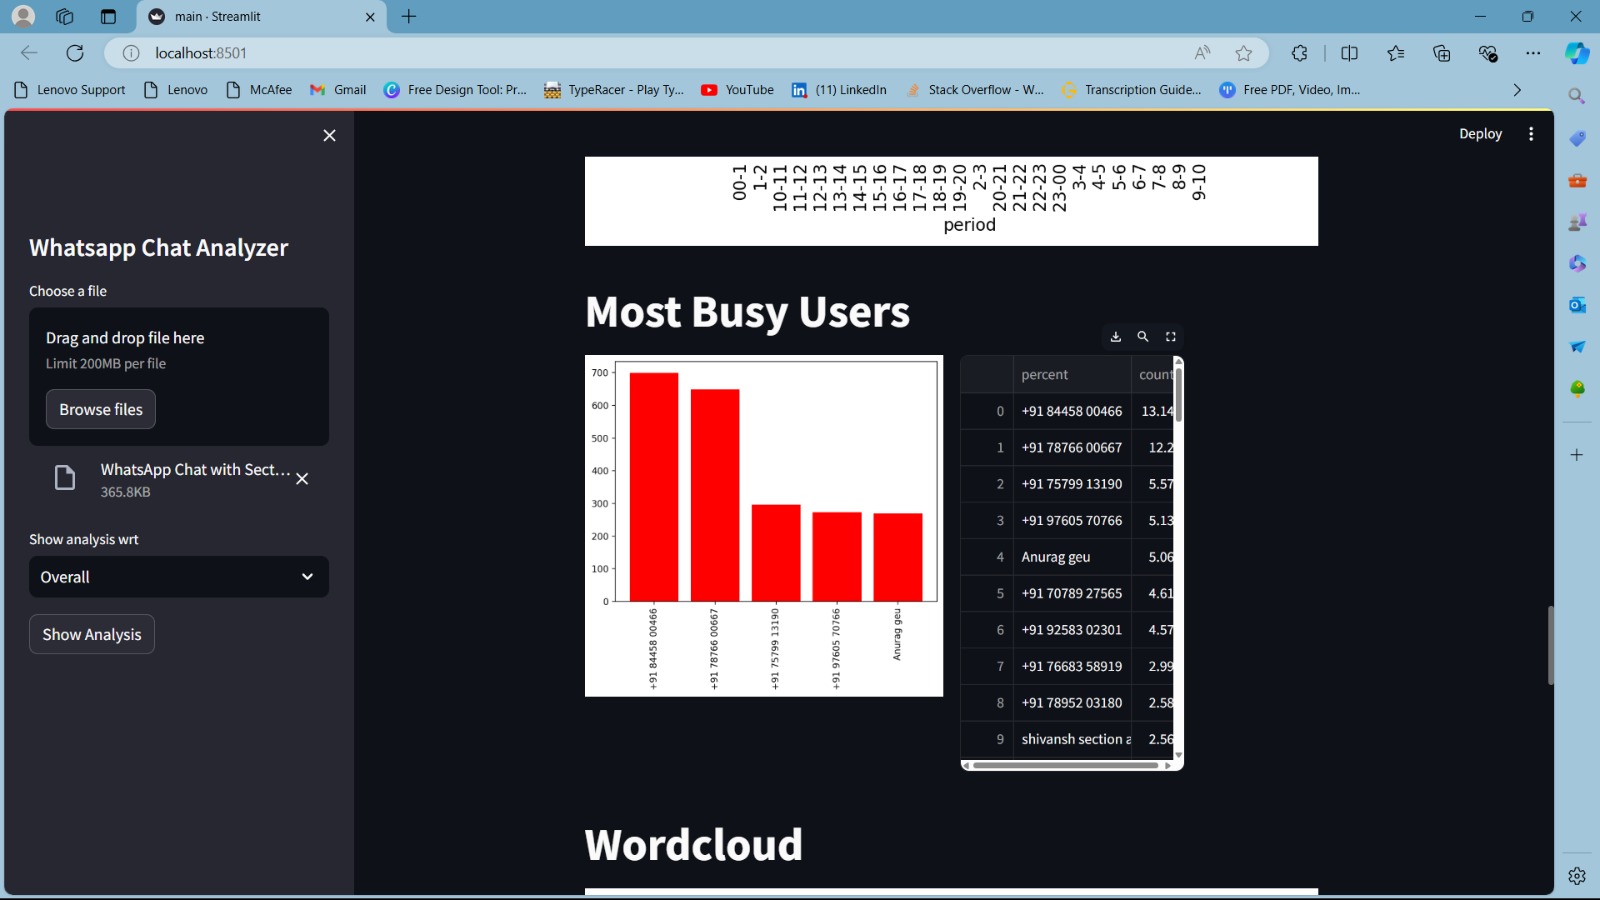 main · Streamlit
localhost:8501
Lenovo Support
Lenovo
McAfee
Gmail
Free Design Tool: Pr...
TypeRacer - Play Ty...
YouTube
(11) LinkedIn
Stack Overflow - W...
Transcription Guide...
Free PDF, Video, Im...
Deploy
Whatsapp Chat Analyzer
Choose a file
Drag and drop file here
Limit 200MB per file
Browse files
WhatsApp Chat with Sect...
365.8KB
Show analysis wrt
Overall
Show Analysis
00-1
1-2
10-11
11-12
12-13
13-14
14-15
15-16
16-17
17-18
18-19
19-20
2-3
20-21
21-22
22-23
23-00
3-4
4-5
5-6
6-7
7-8
8-9
9-10
period
Most Busy Users
700
600
500
400
300
200
100
0
+91 84458 00466
+91 78766 00667
+91 75799 13190
+91 97605 70766
Anurag geu
percent count
0 +91 84458 00466 13.14
1 +91 78766 00667 12.2
2 +91 75799 13190 5.57
3 +91 97605 70766 5.13
4 Anurag geu 5.06
5 +91 70789 27565 4.61
6 +91 92583 02301 4.57
7 +91 76683 58919 2.99
8 +91 78952 03180 2.58
9 shivansh section a 2.56
Wordcloud